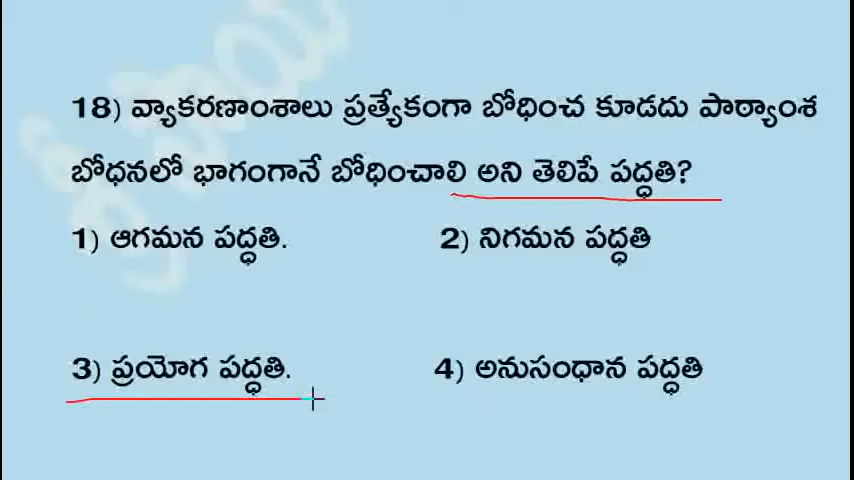 18) వ్యాకరణాంశాలు ప్రత్యేకంగా బోధించ కూడదు పాఠ్యాంశ
బోధనలో భాగంగానే బోధించాలి అని తెలిపే పద్ధతి?
1) ఆగమన పద్ధతి. 2) నిగమన పద్ధతి
3) ప్రయోగ పద్ధతి. 4) అనుసంధాన పద్ధతి